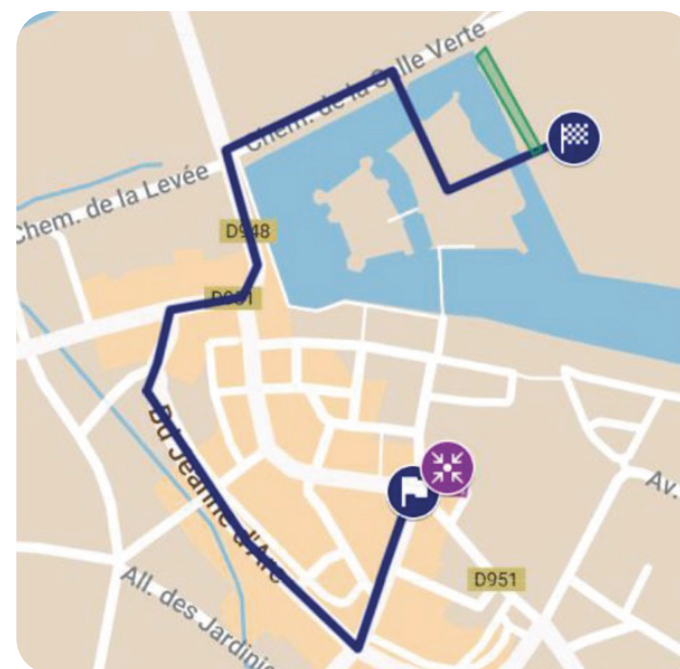 Chem. de la Salle Verte
Chem. de la Levée
D948
D951
Bd Jeanne d'Arc
Av.
D951
All. des Jardinie